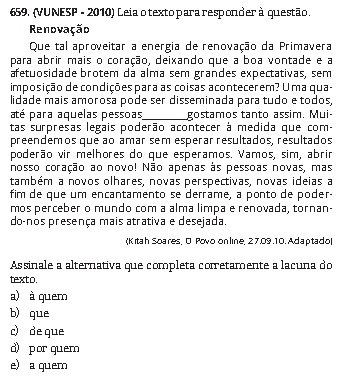 659. (VUNESP - 2010) Leia o texto para responder à questão.
Renovação
Que tal aproveitar a energia de renovação da Primavera
para abrir mais o coração, deixando que a boa vontade e a
afetuosidade brotem da alma sem grandes expectativas, sem
imposição de condições para as coisas acontecerem? Uma qua-
lidade mais amorosa pode ser disseminada para tudo e todos,
até para aquelas pessoas________gostamos tanto assim. Mui-
tas surpresas legais poderão acontecer à medida que com-
preendemos que ao amar sem esperar resultados, resultados
poderão vir melhores do que esperamos. Vamos, sim, abrir
nosso coração ao novo! Não apenas às pessoas novas, mas
também a novos olhares, novas perspectivas, novas ideias a
fim de que um encantamento se derrame, a ponto de poder-
mos perceber o mundo com a alma limpa e renovada, tornan-
do-nos presença mais atrativa e desejada.
(Kitah Soares, O Povo online, 27.09.10. Adaptado)
Assinale a alternativa que completa corretamente a lacuna do
texto.
a) à quem
b) que
c) de que
d) por quem
e) a quem